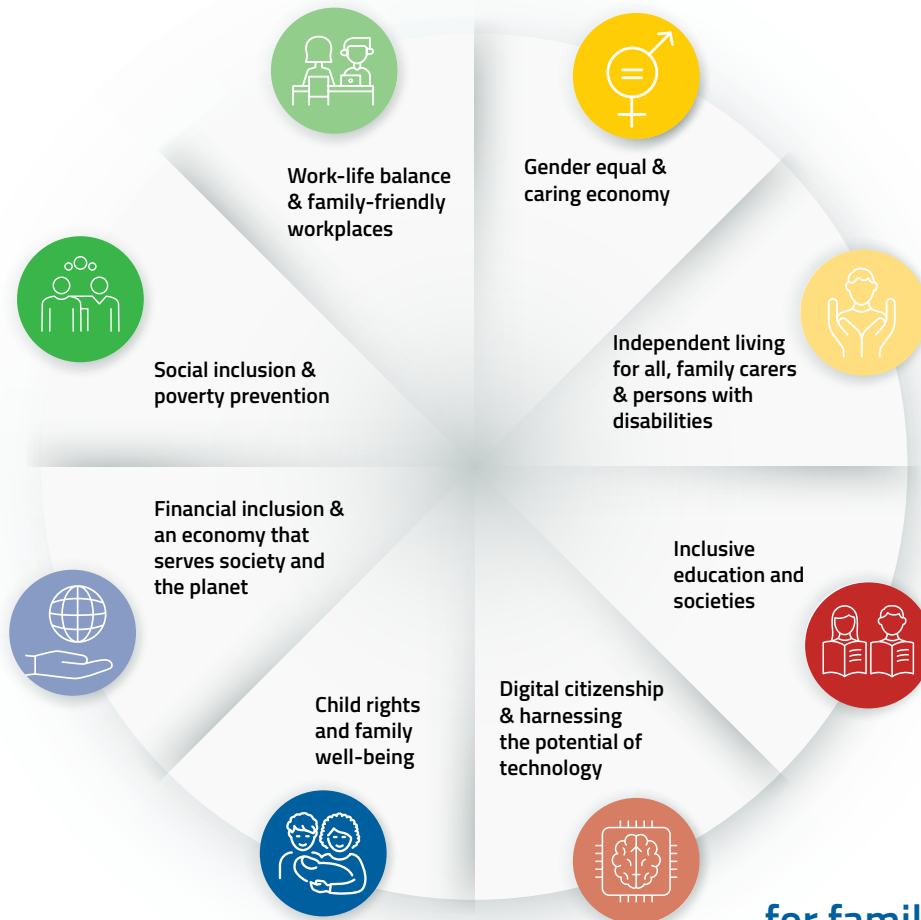 Work-life balance
& family-friendly
workplaces
Gender equal &
caring economy
Independent living
for all, family carers
& persons with
disabilities
Social inclusion &
poverty prevention
Financial inclusion &
an economy that
serves society and
the planet
Inclusive
education and
societies
Child rights
and family
well-being
Digital citizenship
& harnessing
the potential of
technology
for famil